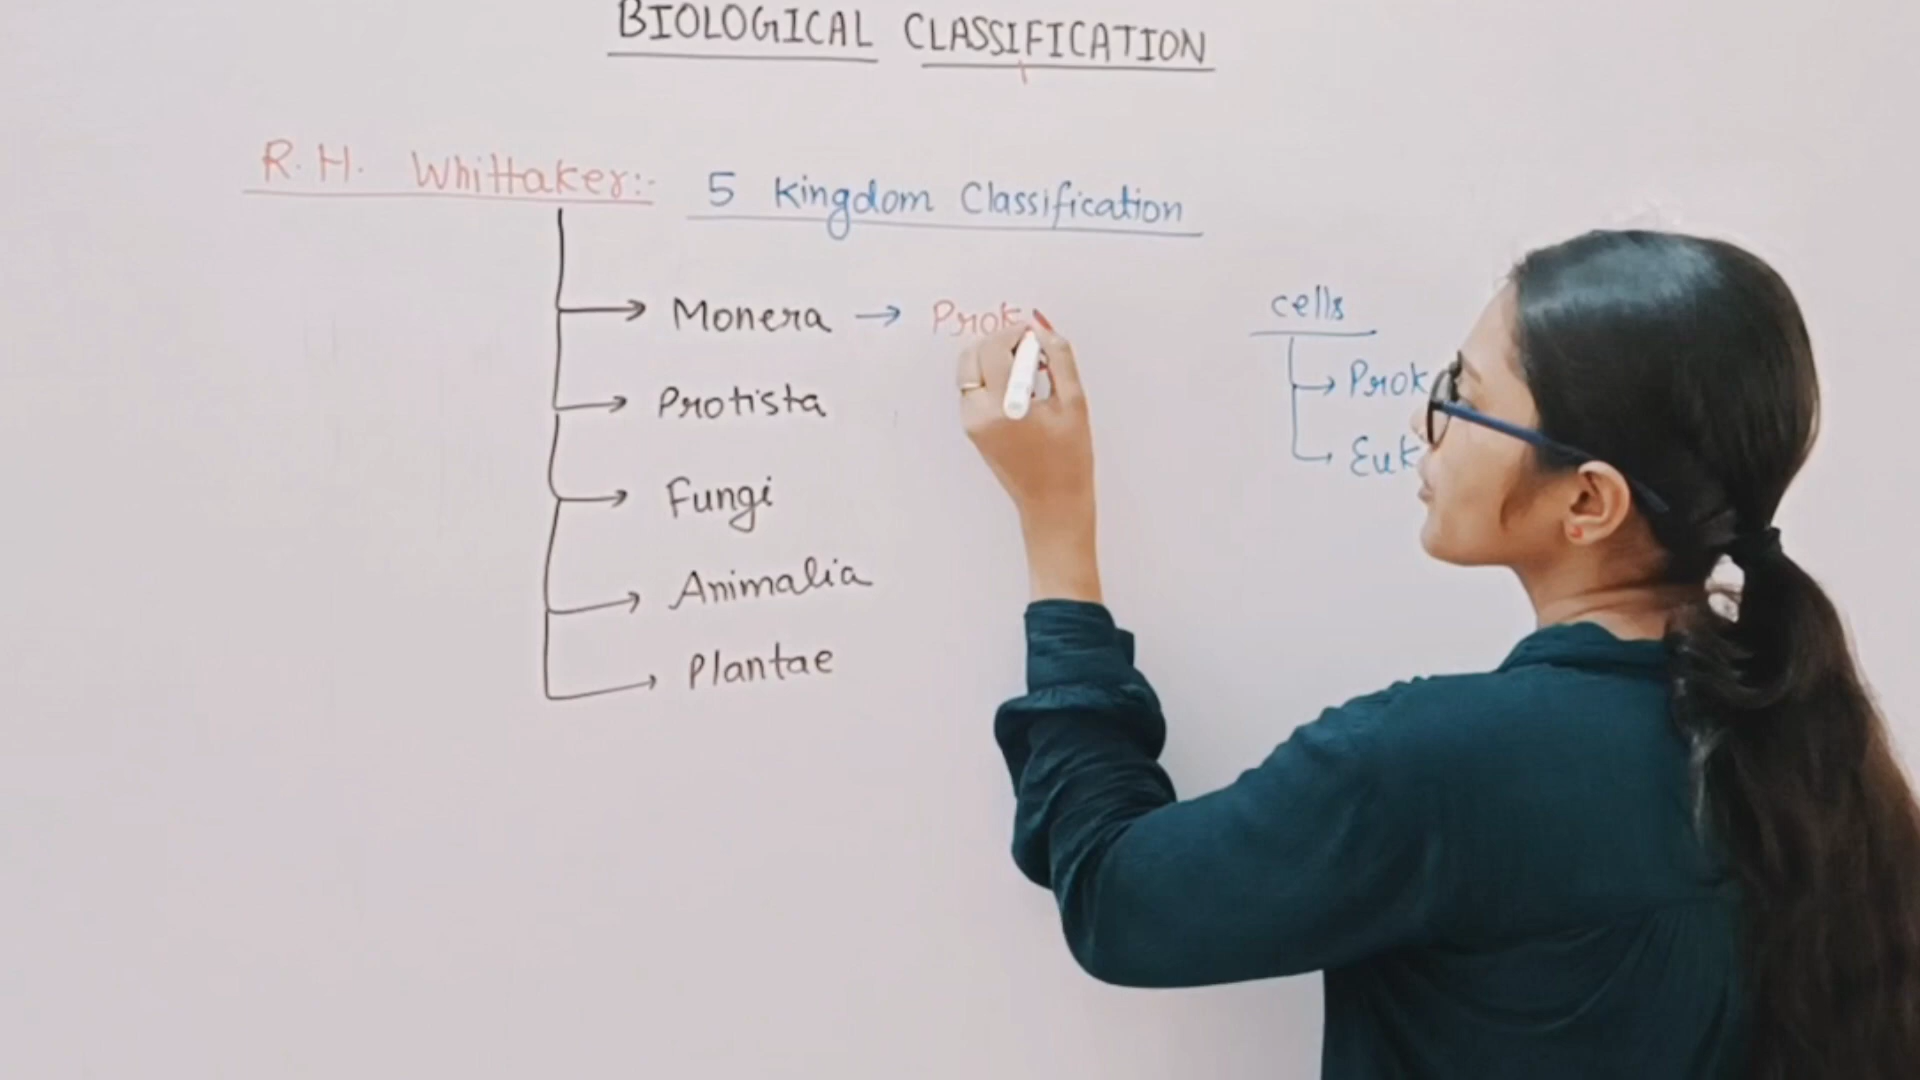 BIOLOGICAL CLASSIFICATION
R. H. Whittaker:- 5 Kingdom Classification
Monera → Prok
Protista
Fungi
Animalia
Plantae
cells
Prok
Euk